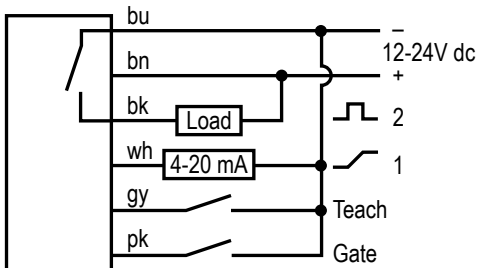 bu –
12-24V dc
bn +
bk Load 2
wh 4-20 mA 1
gy Teach
pk Gate